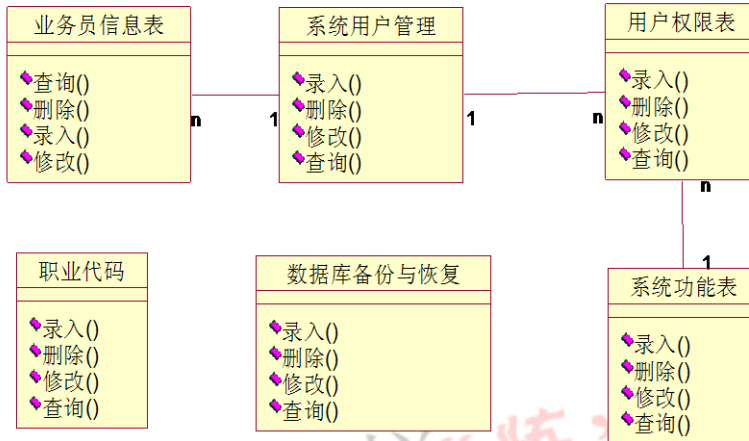 业务员信息表
查询()
删除()
录入()
修改()
n
1
系统用户管理
录入()
删除()
修改()
查询()
1
n
用户权限表
录入()
删除()
修改()
查询()
n
1
职业代码
录入()
删除()
修改()
查询()
数据库备份与恢复
录入()
删除()
修改()
查询()
系统功能表
录入()
删除()
修改()
查询()